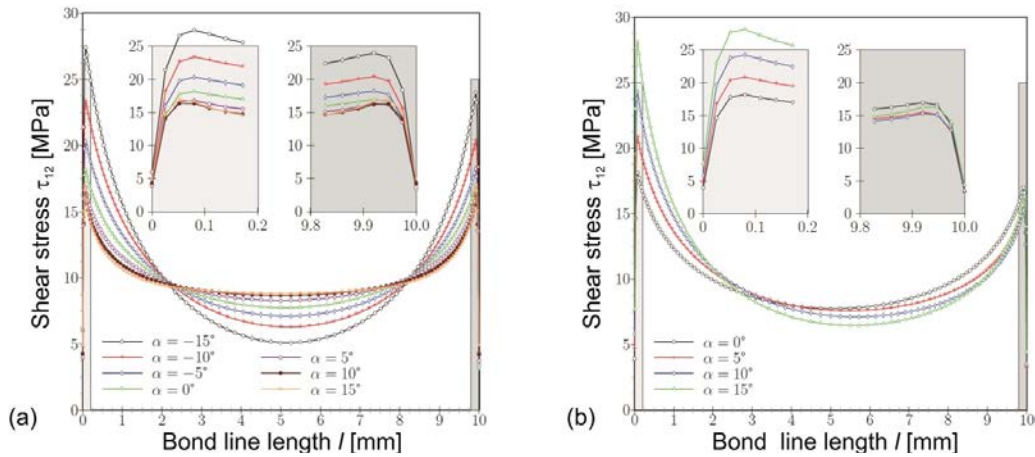 (a)
Shear stress τ12 [MPa]
30
25
20
15
10
5
0
25
20
15
10
5
0
0 0.1 0.2
25
20
15
10
5
0
9.8 9.9 10.0
α = −15°
α = −10°
α = −5°
α = 0°
α = 5°
α = 10°
α = 15°
0 1 2 3 4 5 6 7 8 9 10
Bond line length l [mm]
(b)
Shear stress τ12 [MPa]
30
25
20
15
10
5
0
25
20
15
10
5
0
0 0.1 0.2
25
20
15
10
5
0
9.8 9.9 10.0
α = 0°
α = 5°
α = 10°
α = 15°
0 1 2 3 4 5 6 7 8 9 10
Bond line length l [mm]